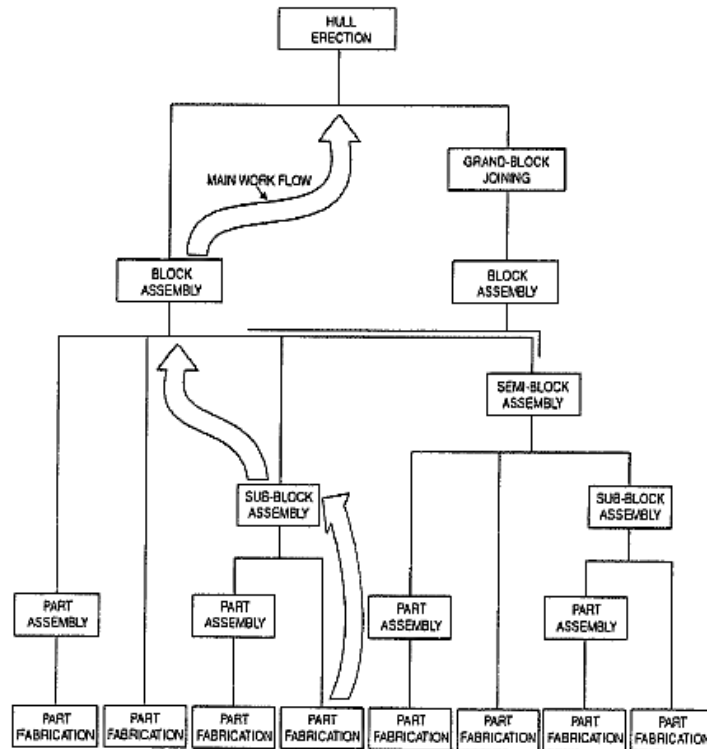 HULL
ERECTION
GRAND-BLOCK
JOINING
MAIN WORK FLOW
BLOCK
ASSEMBLY
BLOCK
ASSEMBLY
SEMI-BLOCK
ASSEMBLY
SUB-BLOCK
ASSEMBLY
SUB-BLOCK
ASSEMBLY
PART
ASSEMBLY
PART
ASSEMBLY
PART
ASSEMBLY
PART
ASSEMBLY
PART
FABRICATION
PART
FABRICATION
PART
FABRICATION
PART
FABRICATION
PART
FABRICATION
PART
FABRICATION
PART
FABRICATION
PART
FABRICATION